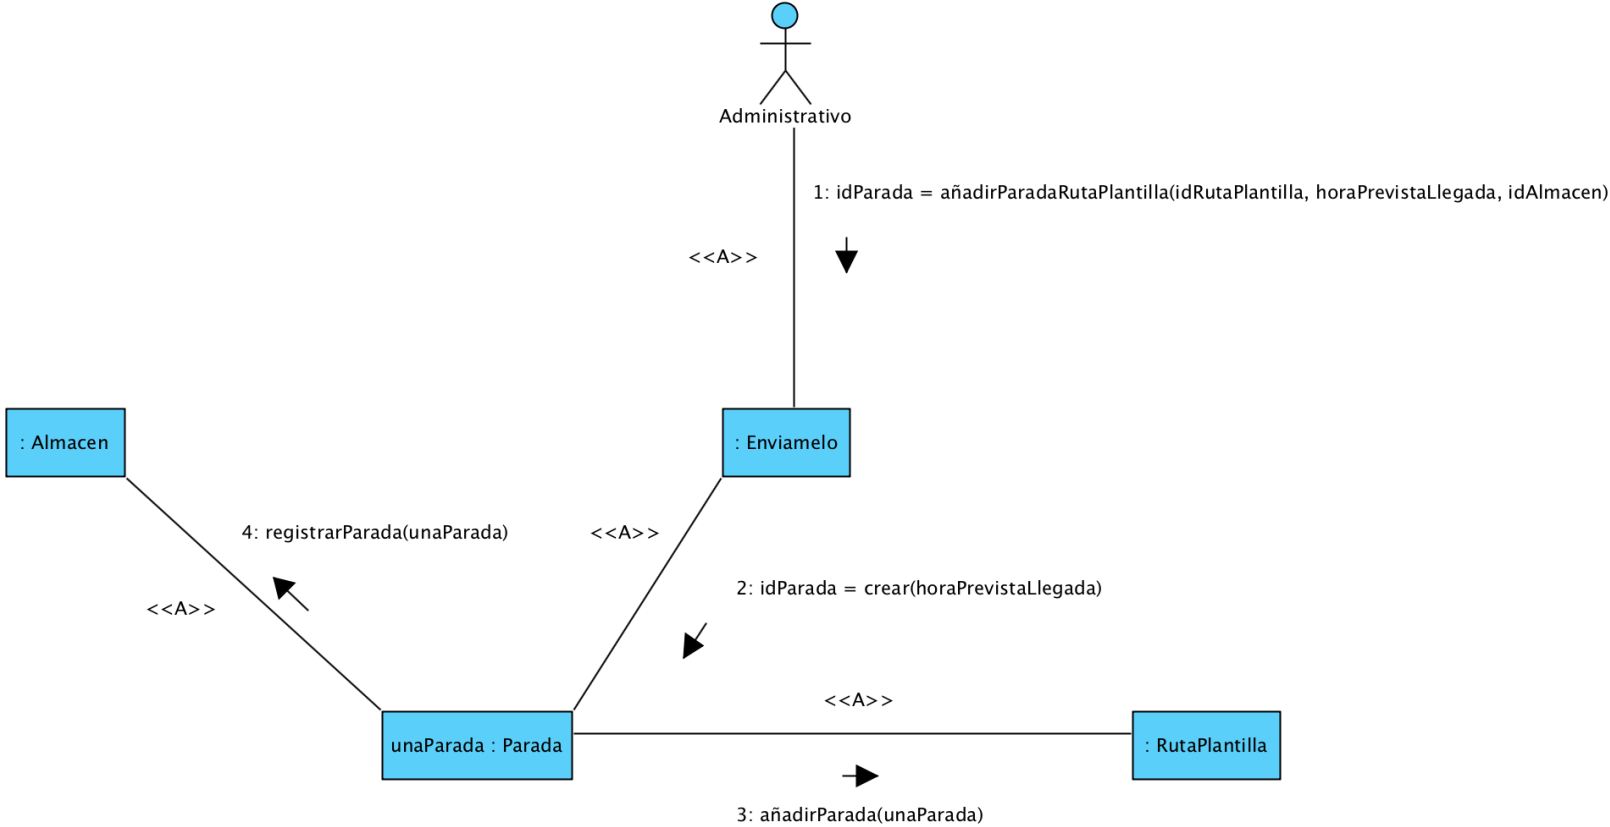 Administrativo
1: idParada = añadirParadaRutaPlantilla(idRutaPlantilla, horaPrevistaLlegada, idAlmacen)
<<A>>
: Almacen
: Enviamelo
4: registrarParada(unaParada)
<<A>>
2: idParada = crear(horaPrevistaLlegada)
<<A>>
<<A>>
unaParada : Parada
: RutaPlantilla
3: añadirParada(unaParada)